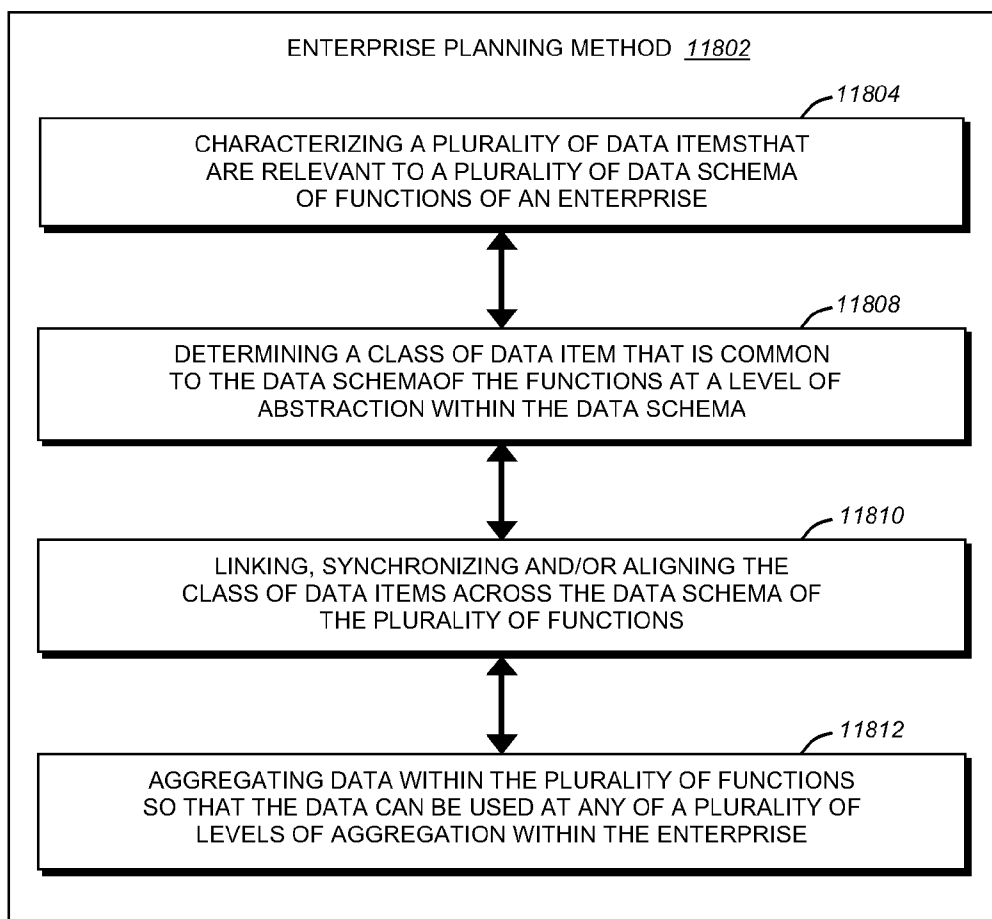 ENTERPRISE PLANNING METHOD 11802
11804
CHARACTERIZING A PLURALITY OF DATA ITEMSTHAT
ARE RELEVANT TO A PLURALITY OF DATA SCHEMA
OF FUNCTIONS OF AN ENTERPRISE
11808
DETERMINING A CLASS OF DATA ITEM THAT IS COMMON
TO THE DATA SCHEMAOF THE FUNCTIONS AT A LEVEL OF
ABSTRACTION WITHIN THE DATA SCHEMA
11810
LINKING, SYNCHRONIZING AND/OR ALIGNING THE
CLASS OF DATA ITEMS ACROSS THE DATA SCHEMA OF
THE PLURALITY OF FUNCTIONS
11812
AGGREGATING DATA WITHIN THE PLURALITY OF FUNCTIONS
SO THAT THE DATA CAN BE USED AT ANY OF A PLURALITY OF
LEVELS OF AGGREGATION WITHIN THE ENTERPRISE